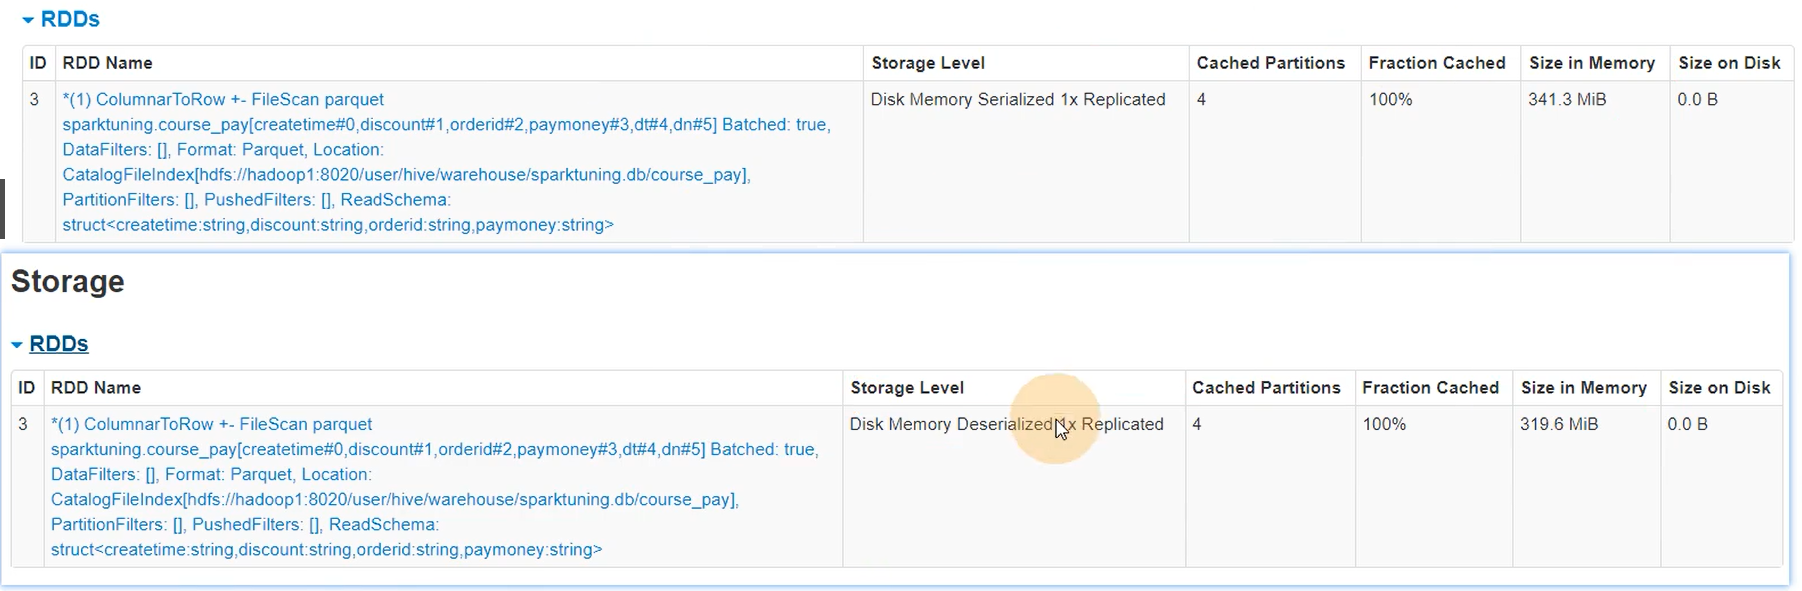 RDDs
ID RDD Name Storage Level Cached Partitions Fraction Cached Size in Memory Size on Disk
3 *(1) ColumnarToRow +- FileScan parquet Disk Memory Serialized 1x Replicated 4 100% 341.3 MiB 0.0 B
sparktuning.course_pay[createtime#0,discount#1,orderid#2,paymoney#3,dt#4,dn#5] Batched: true,
DataFilters: [], Format: Parquet, Location:
CatalogFileIndex[hdfs://hadoop1:8020/user/hive/warehouse/sparktuning.db/course_pay],
PartitionFilters: [], PushedFilters: [], ReadSchema:
struct<createtime:string,discount:string,orderid:string,paymoney:string>
Storage
RDDs
ID RDD Name Storage Level Cached Partitions Fraction Cached Size in Memory Size on Disk
3 *(1) ColumnarToRow +- FileScan parquet Disk Memory Deserialized 1x Replicated 4 100% 319.6 MiB 0.0 B
sparktuning.course_pay[createtime#0,discount#1,orderid#2,paymoney#3,dt#4,dn#5] Batched: true,
DataFilters: [], Format: Parquet, Location:
CatalogFileIndex[hdfs://hadoop1:8020/user/hive/warehouse/sparktuning.db/course_pay],
PartitionFilters: [], PushedFilters: [], ReadSchema:
struct<createtime:string,discount:string,orderid:string,paymoney:string>